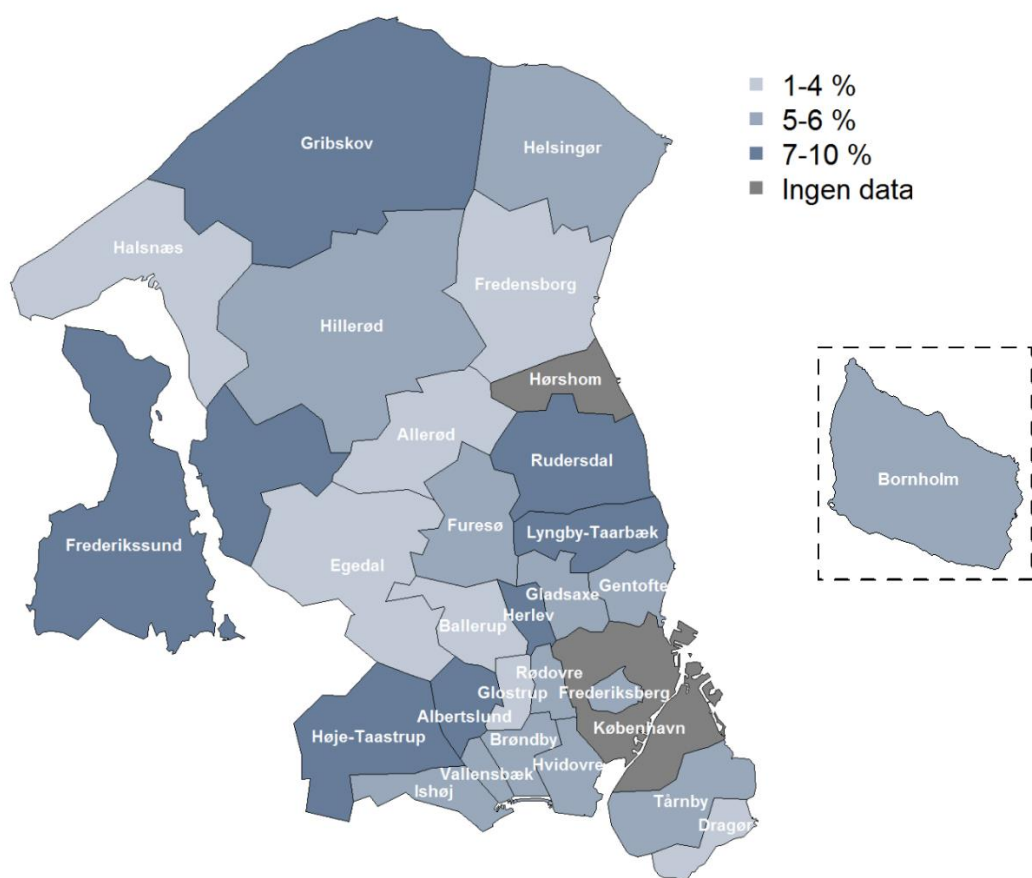 1-4 %
5-6 %
7-10 %
Ingen data
Gribskov
Helsingør
Halsnæs
Fredensborg
Hillerød
Hørshom
Allerød
Rudersdal
Bornholm
Furesø
Lyngby-Taarbæk
Frederikssund
Egedal
Gladsaxe
Gentofte
Herlev
Ballerup
Rødovre
Glostrup
Frederiksberg
Albertslund
København
Høje-Taastrup
Brøndby
Hvidovre
Vallensbæk
Ishøj
Tårnby
Dragør